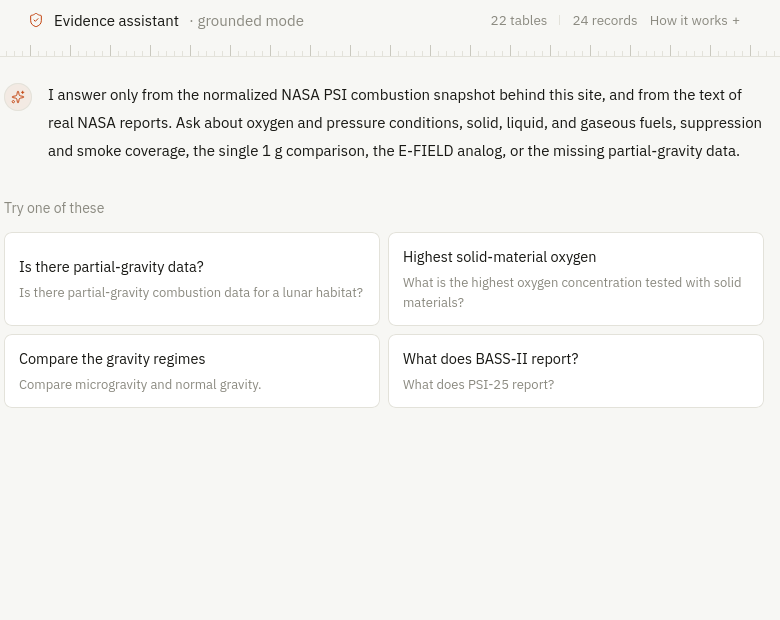 Evidence assistant · grounded mode
22 tables
24 records
How it works +
I answer only from the normalized NASA PSI combustion snapshot behind this site, and from the text of
real NASA reports. Ask about oxygen and pressure conditions, solid, liquid, and gaseous fuels, suppression
and smoke coverage, the single 1 g comparison, the E-FIELD analog, or the missing partial-gravity data.
Try one of these
Is there partial-gravity data?
Is there partial-gravity combustion data for a lunar habitat?
Highest solid-material oxygen
What is the highest oxygen concentration tested with solid
materials?
Compare the gravity regimes
Compare microgravity and normal gravity.
What does BASS-II report?
What does PSI-25 report?